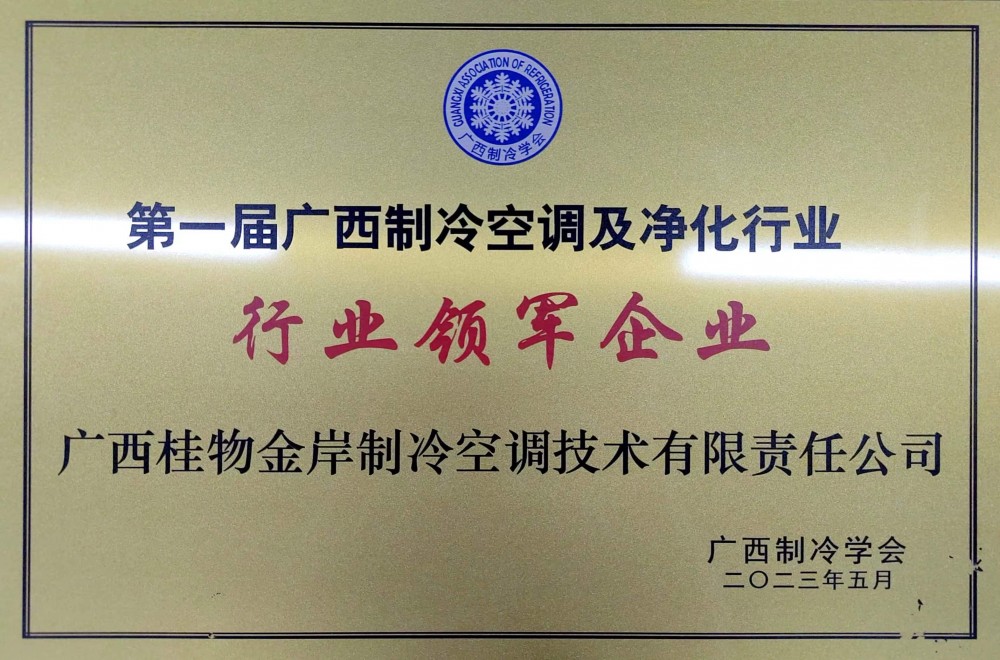 GUANGXI ASSOCIATION OF REFRIGERATION
广西制冷学会
第一届广西制冷空调及净化行业
行业领军企业
广西桂物金岸制冷空调技术有限责任公司
广西制冷学会
二〇二三年五月